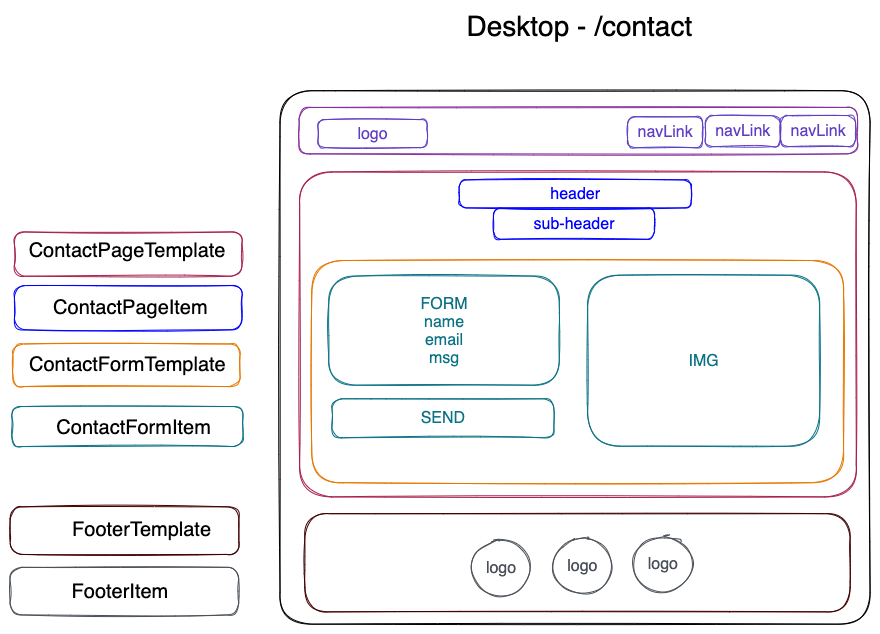 Desktop - /contact
logo
navLink
navLink
navLink
header
sub-header
ContactPageTemplate
ContactPageItem
ContactFormTemplate
ContactFormItem
FORM
name
email
msg
SEND
IMG
FooterTemplate
FooterItem
logo
logo
logo